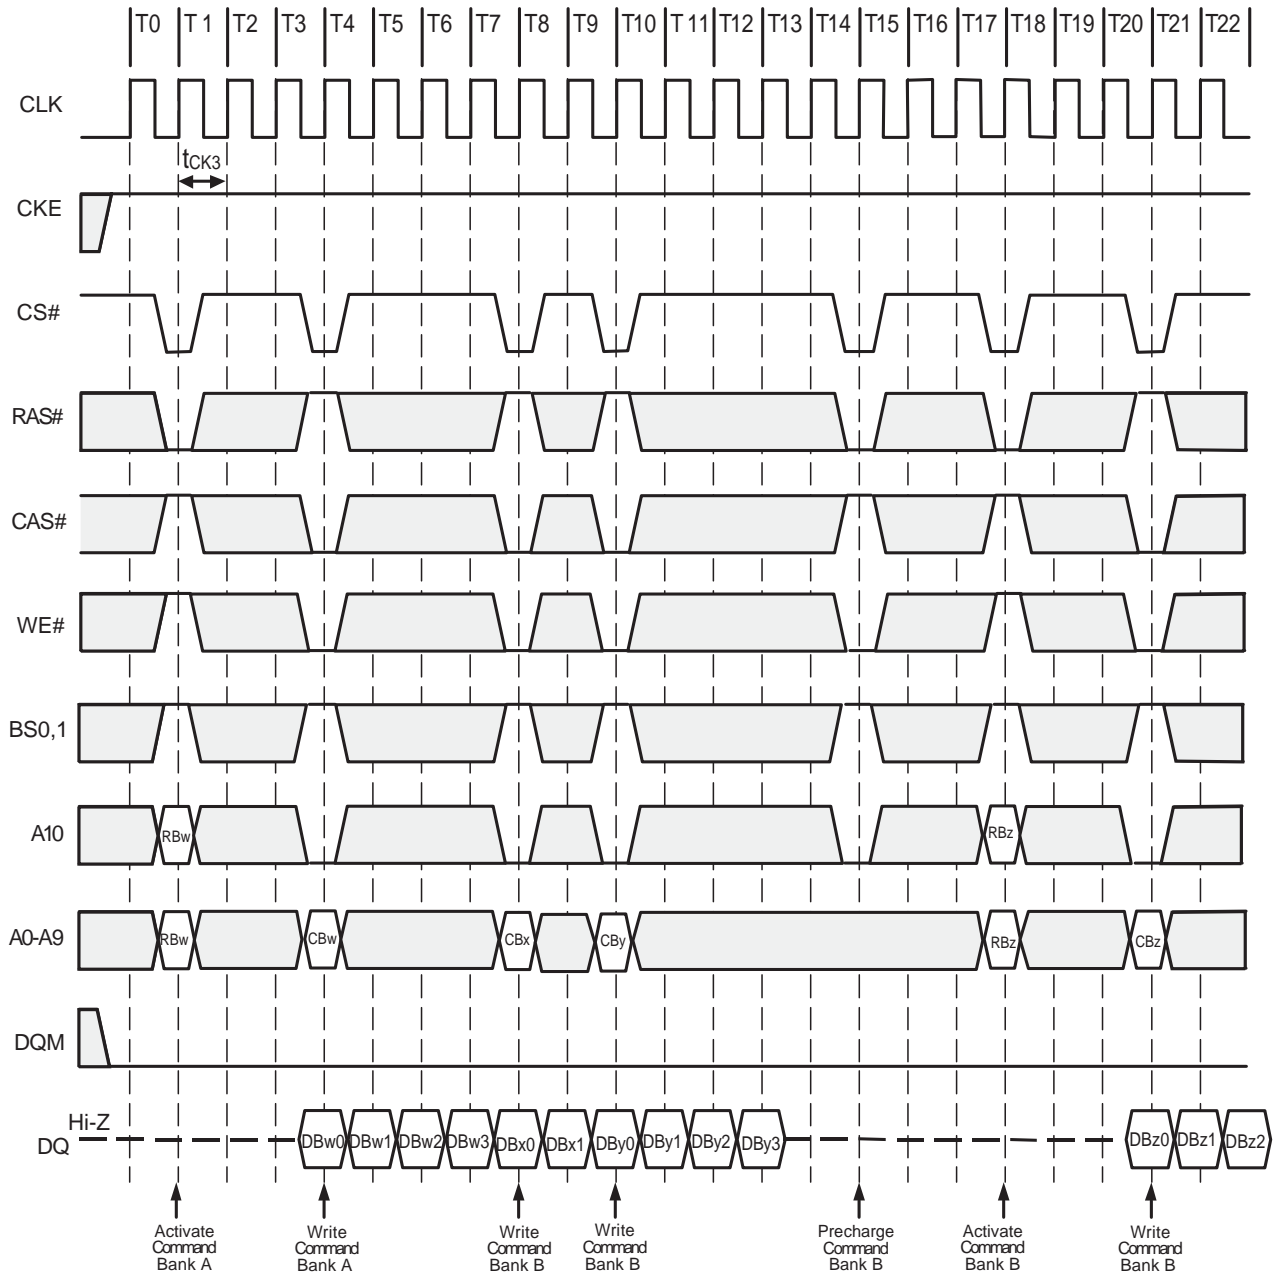 T0 T 1 T2 T3 T4 T5 T6 T7 T8 T9 T10 T 11 T12 T13 T14 T15 T16 T17 T18 T19 T20 T21 T22
CLK
tCK3
CKE
CS#
RAS#
CAS#
WE#
BS0,1
A10 RBw RBz
A0-A9 RBw CBw CBx CBy RBz CBz
DQM
Hi-Z
DQ DBw0 DBw1 DBw2 DBw3 DBx0 DBx1 DBy0 DBy1 DBy2 DBy3 DBz0 DBz1 DBz2
Activate Write Write Write Precharge Activate Write
Command Command Command Command Command Command Command
Bank A Bank A Bank B Bank B Bank B Bank B Bank B